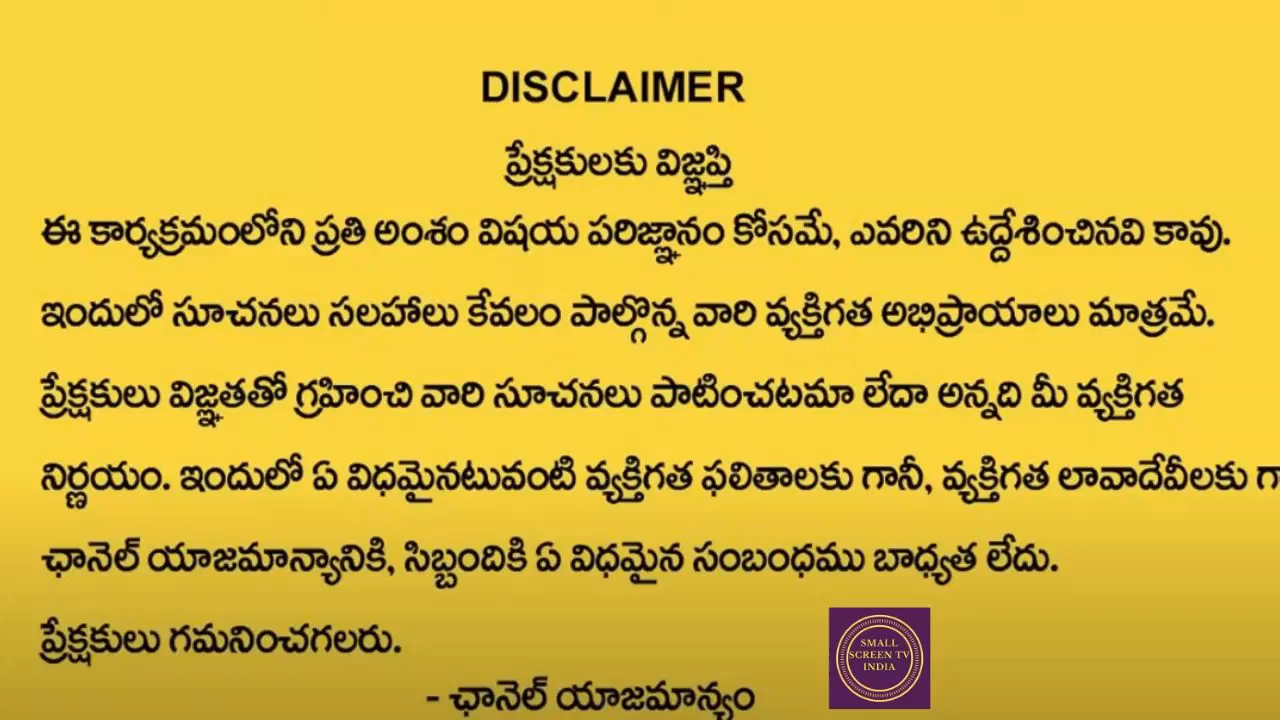 DISCLAIMER
ప్రేక్షకులకు విజ్ఞప్తి
ఈ కార్యక్రమంలోని ప్రతి అంశం విషయ పరిజ్ఞానం కోసమే, ఎవరిని ఉద్దేశించినవి కావు.
ఇందులో సూచనలు సలహాలు కేవలం పాల్గొన్న వారి వ్యక్తిగత అభిప్రాయాలు మాత్రమే.
ప్రేక్షకులు విజ్ఞతతో గ్రహించి వారి సూచనలు పాటించటమా లేదా అన్నది మీ వ్యక్తిగత
నిర్ణయం. ఇందులో ఏ విధమైనటువంటి వ్యక్తిగత ఫలితాలకు గానీ, వ్యక్తిగత లావాదేవీలకు
ఛానెల్ యాజమాన్యానికి, సిబ్బందికి ఏ విధమైన సంబంధము బాధ్యత లేదు.
ప్రేక్షకులు గమనించగలరు.
- ఛానెల్ యాజమాన్యం
SMALL
SCREEN TV
INDIA